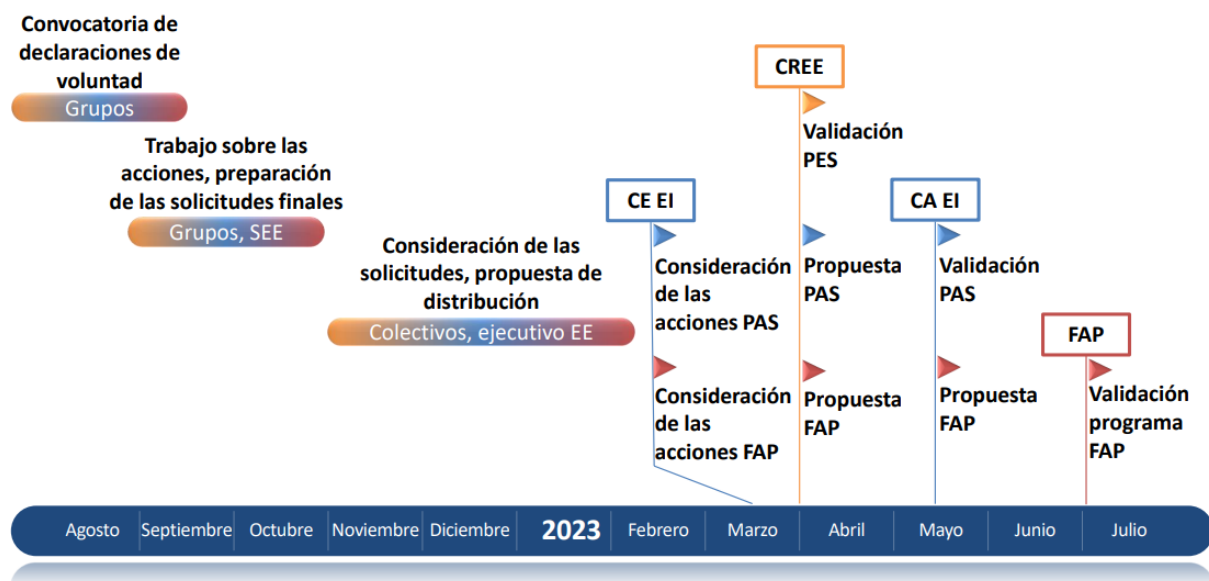 Convocatoria de
declaraciones de
voluntad
Grupos
Trabajo sobre las
acciones, preparación
de las solicitudes finales
Grupos, SEE
Consideración de las
solicitudes, propuesta de
distribución
Colectivos, ejecutivo EE
CE EI
Consideración
de las
acciones PAS
Consideración
de las
acciones FAP
CREE
Validación
PES
Propuesta
PAS
Propuesta
FAP
CA EI
Validación
PAS
Propuesta
FAP
FAP
Validación
programa
FAP
Agosto Septiembre Octubre Noviembre Diciembre 2023 Febrero Marzo Abril Mayo Junio Julio